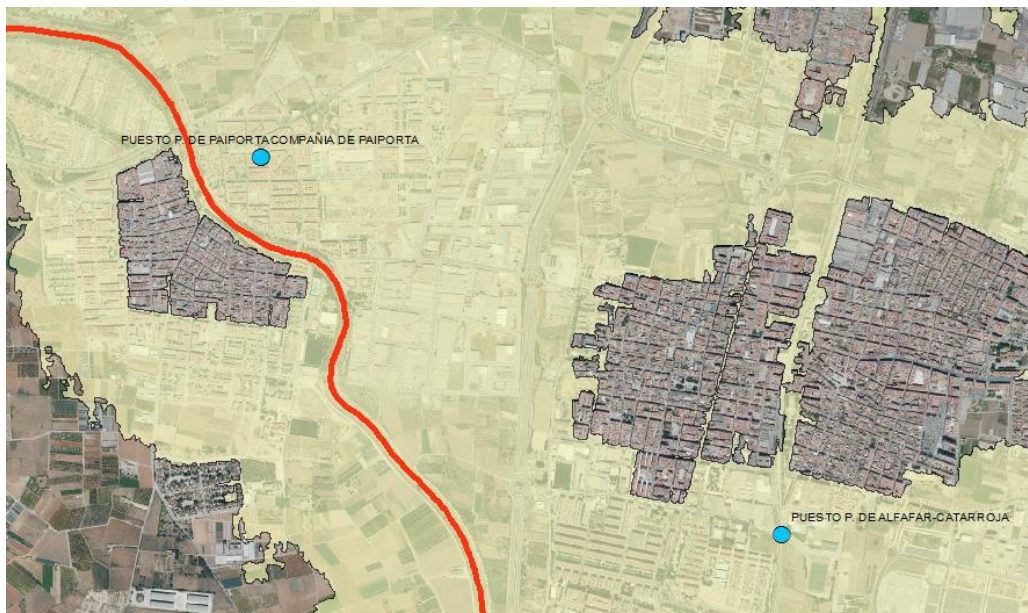 PUESTO P. DE PAIPORTACOMPAÑIA DE PAIPORTA
PUESTO P. DE ALFAFAR-CATARROJA